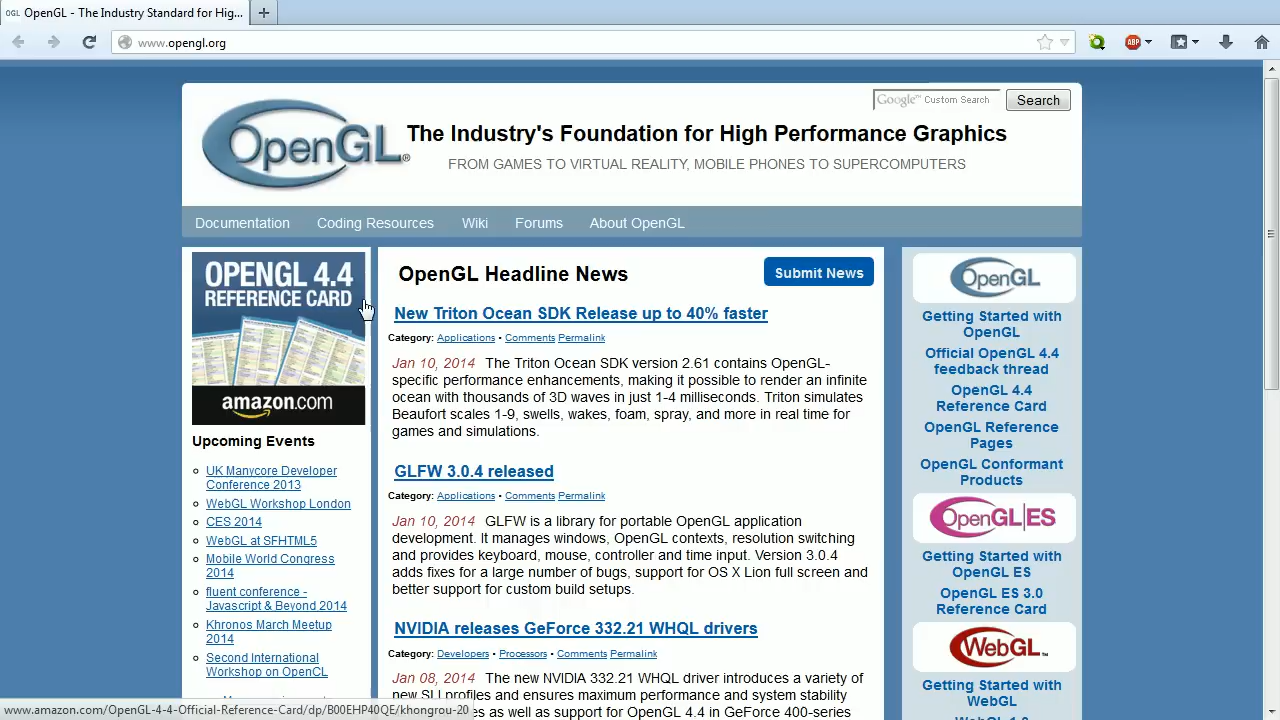 OGL OpenGL - The Industry Standard for Hig...
www.opengl.org
ABP
Google™ Custom Search
Search
OpenGL®
The Industry's Foundation for High Performance Graphics
FROM GAMES TO VIRTUAL REALITY, MOBILE PHONES TO SUPERCOMPUTERS
Documentation Coding Resources Wiki Forums About OpenGL
OPENGL 4.4
REFERENCE CARD
amazon.com
Upcoming Events
UK Manycore Developer
Conference 2013
WebGL Workshop London
CES 2014
WebGL at SFHTML5
Mobile World Congress
2014
fluent conference -
Javascript & Beyond 2014
Khronos March Meetup
2014
Second International
Workshop on OpenCL
OpenGL Headline News
Submit News
New Triton Ocean SDK Release up to 40% faster
Category: Applications • Comments Permalink
Jan 10, 2014 The Triton Ocean SDK version 2.61 contains OpenGL-
specific performance enhancements, making it possible to render an infinite
ocean with thousands of 3D waves in just 1-4 milliseconds. Triton simulates
Beaufort scales 1-9, swells, wakes, foam, spray, and more in real time for
games and simulations.
GLFW 3.0.4 released
Category: Applications • Comments Permalink
Jan 10, 2014 GLFW is a library for portable OpenGL application
development. It manages windows, OpenGL contexts, resolution switching
and provides keyboard, mouse, controller and time input. Version 3.0.4
adds fixes for a large number of bugs, support for OS X Lion full screen and
better support for custom build setups.
NVIDIA releases GeForce 332.21 WHQL drivers
Category: Developers • Processors • Comments Permalink
Jan 08, 2014 The new NVIDIA 332.21 WHQL driver introduces a variety of
new SLI profiles and ensures maximum performance and system stability
as well as support for OpenGL 4.4 in GeForce 400-series
OpenGL
Getting Started with
OpenGL
Official OpenGL 4.4
feedback thread
OpenGL 4.4
Reference Card
OpenGL Reference
Pages
OpenGL Conformant
Products
OpenGL|ES
Getting Started with
OpenGL ES
OpenGL ES 3.0
Reference Card
WebGL™
Getting Started with
WebGL
www.amazon.com/OpenGL-4-4-Official-Reference-Card/dp/B00EHP40QE/khongrou-20